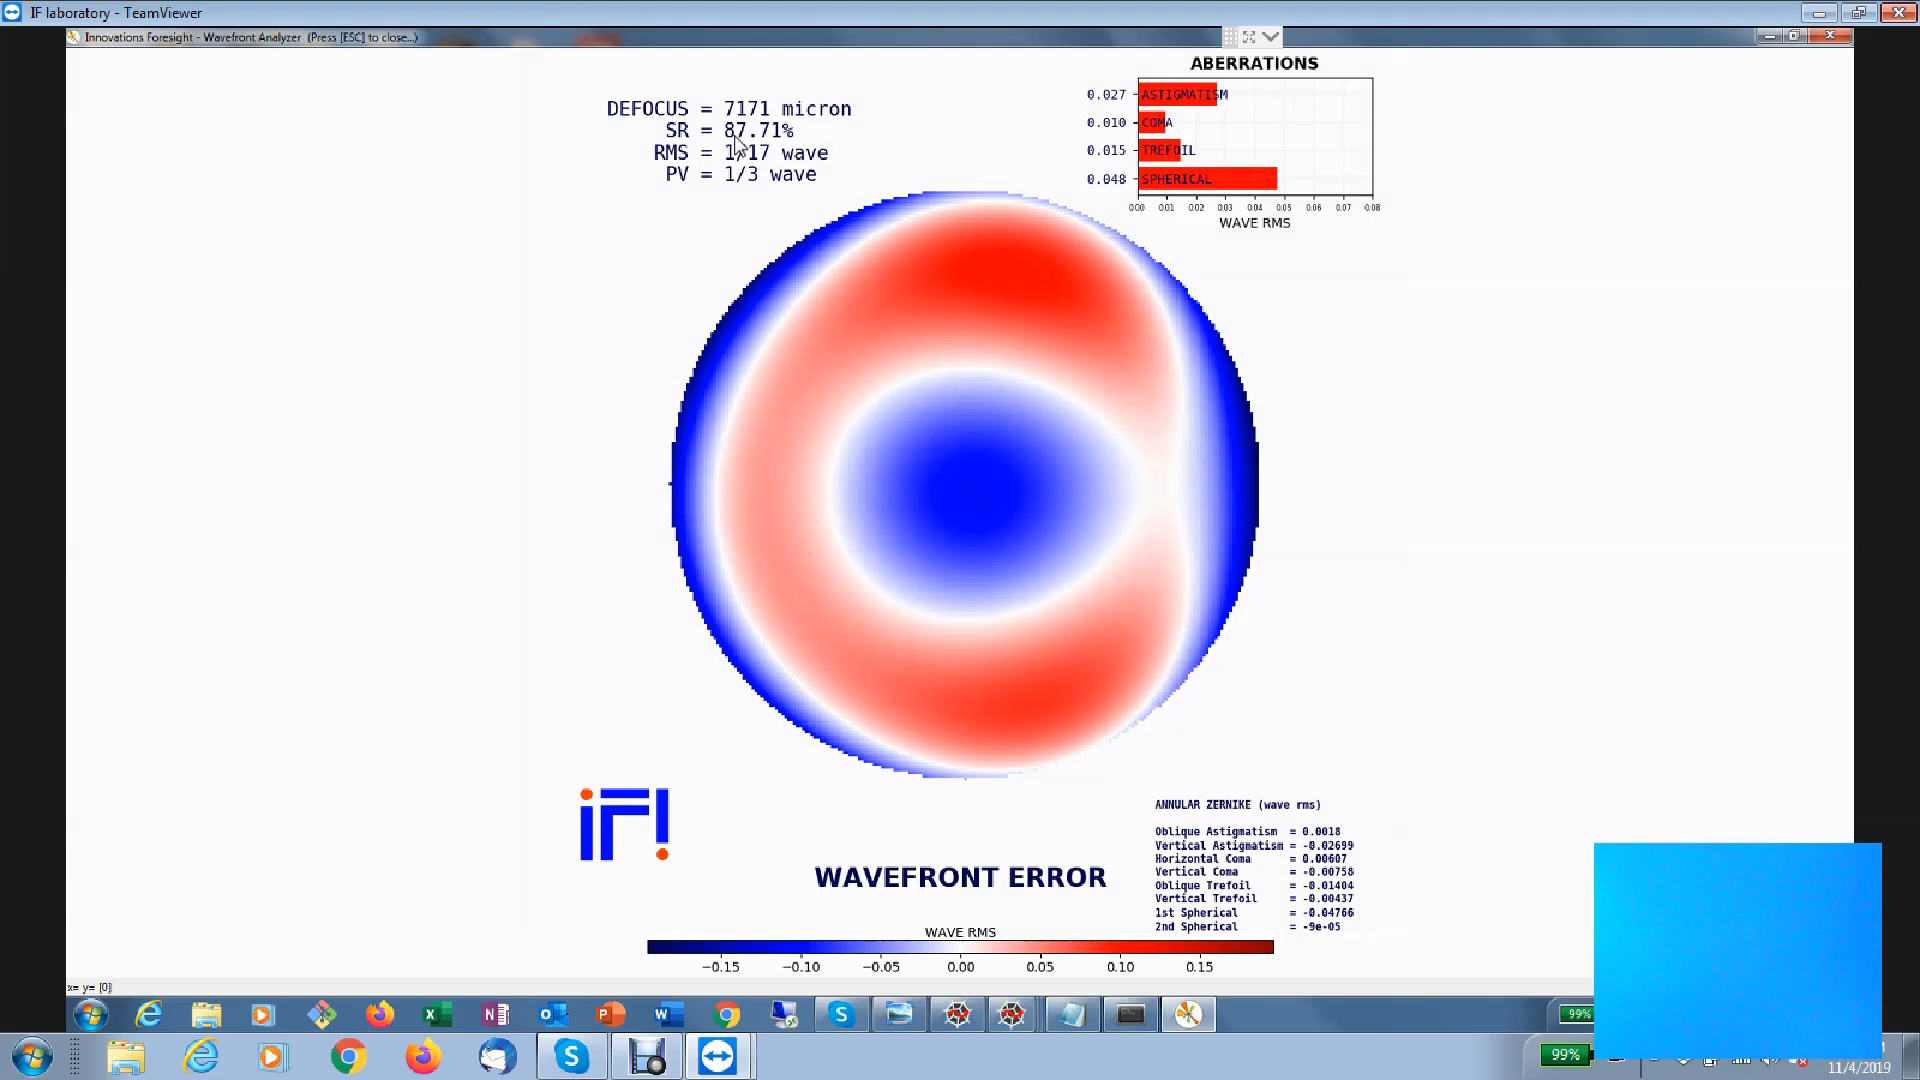 IF laboratory - TeamViewer
Innovations Foresight - Wavefront Analyzer (Press [ESC] to close...)
DEFOCUS = 7171 micron
SR = 87.71%
RMS = 1/17 wave
PV = 1/3 wave
ABERRATIONS
0.027 ASTIGMATISM
0.010 COMA
0.015 TREFOIL
0.048 SPHERICAL
0.00 0.01 0.02 0.03 0.04 0.05 0.06 0.07 0.08
WAVE RMS
iF!
WAVEFRONT ERROR
ANNULAR ZERNIKE (wave rms)
Oblique Astigmatism = 0.0018
Vertical Astigmatism = -0.02699
Horizontal Coma = 0.00607
Vertical Coma = -0.00758
Oblique Trefoil = -0.01404
Vertical Trefoil = -0.00437
1st Spherical = -0.04766
2nd Spherical = -9e-05
WAVE RMS
−0.15 −0.10 −0.05 0.00 0.05 0.10 0.15
x= y= [0]
99%
99%
11/4/2019